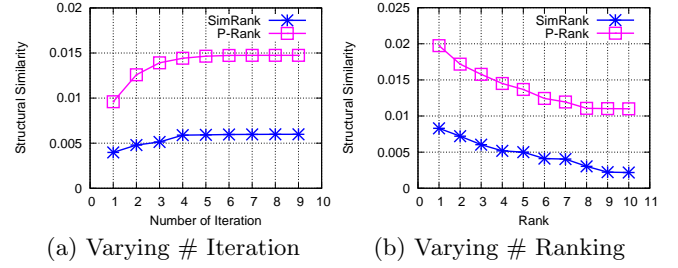 SimRank
P-Rank
0.02
0.015
0.01
0.005
0
Structural Similarity
0 1 2 3 4 5 6 7 8 9 10
Number of Iteration
(a) Varying # Iteration
SimRank
P-Rank
0.025
0.02
0.015
0.01
0.005
0
Structural Similarity
0 1 2 3 4 5 6 7 8 9 10 11
Rank
(b) Varying # Ranking